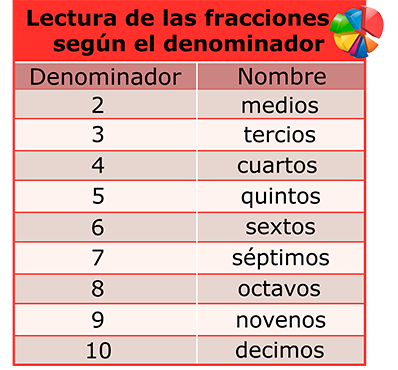 Lectura de las fracciones
según el denominador
Denominador Nombre
2 medios
3 tercios
4 cuartos
5 quintos
6 sextos
7 séptimos
8 octavos
9 novenos
10 decimos